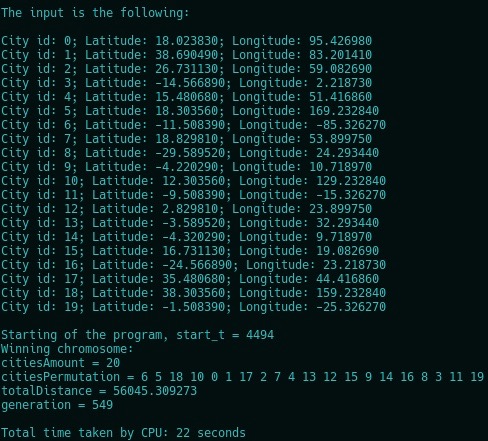 The input is the following:
City id: 0; Latitude: 18.023830; Longitude: 95.426980
City id: 1; Latitude: 38.690490; Longitude: 83.201410
City id: 2; Latitude: 26.731130; Longitude: 59.082690
City id: 3; Latitude: -14.566890; Longitude: 2.218730
City id: 4; Latitude: 15.480680; Longitude: 51.416860
City id: 5; Latitude: 18.303560; Longitude: 169.232840
City id: 6; Latitude: -11.508390; Longitude: -85.326270
City id: 7; Latitude: 18.829810; Longitude: 53.899750
City id: 8; Latitude: -29.589520; Longitude: 24.293440
City id: 9; Latitude: -4.220290; Longitude: 10.718970
City id: 10; Latitude: 12.303560; Longitude: 129.232840
City id: 11; Latitude: -9.508390; Longitude: -15.326270
City id: 12; Latitude: 2.829810; Longitude: 23.899750
City id: 13; Latitude: -3.589520; Longitude: 32.293440
City id: 14; Latitude: -4.320290; Longitude: 9.718970
City id: 15; Latitude: 16.731130; Longitude: 19.082690
City id: 16; Latitude: -24.566890; Longitude: 23.218730
City id: 17; Latitude: 35.480680; Longitude: 44.416860
City id: 18; Latitude: 38.303560; Longitude: 159.232840
City id: 19; Latitude: -1.508390; Longitude: -25.326270
Starting of the program, start_t = 4494
Winning chromosome:
citiesAmount = 20
citiesPermutation = 6 5 18 10 0 1 17 2 7 4 13 12 15 9 14 16 8 3 11 19
totalDistance = 56045.309273
generation = 549
Total time taken by CPU: 22 seconds